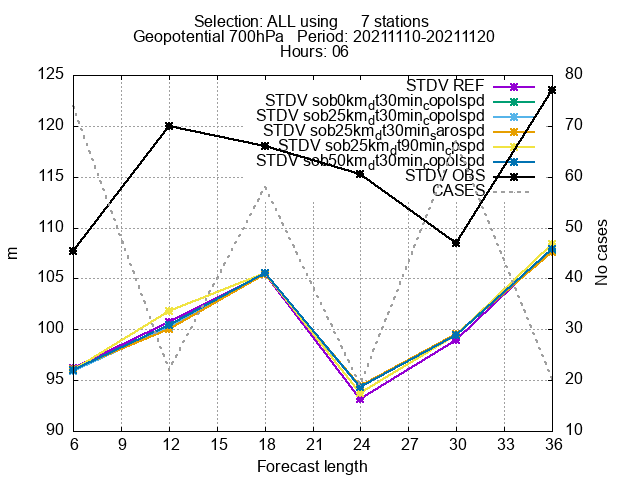 Selection: ALL using 7 stations
Geopotential 700hPa Period: 20211110-20211120
Hours: 06
125 80
STDV REF
STDV sob0km_dt30min_copolspd
STDV sob25km_dt30min_copolspd
120 70
STDV sob25km_dt30min_sarospd
STDV sob25km_dt90min_cbspd
STDV sob50km_dt30min_copolspd
STDV OBS
115 60
CASES
110 50
m
No cases
105 40
100 30
95 20
90 10
6 9 12 15 18 21 24 27 30 33 36
Forecast length